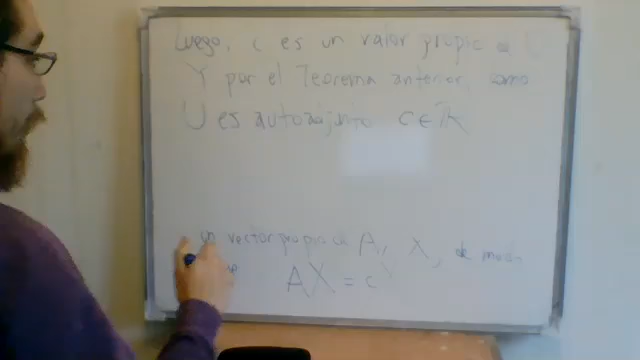 Luego, c es un valor propio de U
Y por el Teorema anterior, como
U es autoadjunto c ∈ ℝ
un vector propio de A, X, de modo
AX = cX